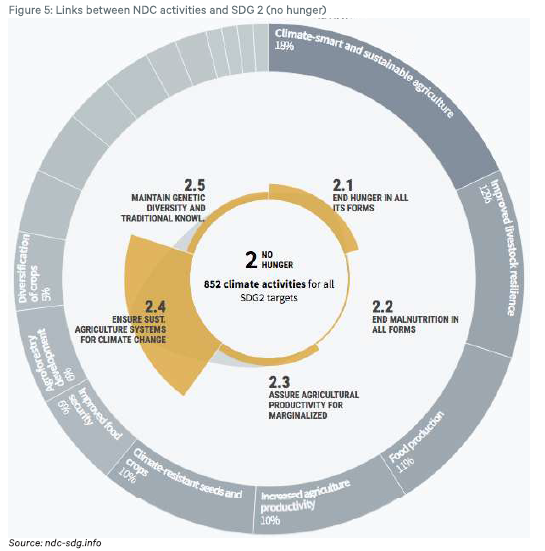 Figure 5: Links between NDC activities and SDG 2 (no hunger)
Climate-smart and sustainable agriculture
18%
Improved livestock resilience
12%
Food production
11%
Increased agriculture
productivity
10%
Climate-resistant seeds and
crops
10%
Improved food
security
6%
Agroforestry
development
6%
Diversification
of crops
5%
2.5
MAINTAIN GENETIC
DIVERSITY AND
TRADITIONAL KNOWL.
2.1
END HUNGER IN ALL
ITS FORMS
2 NO
HUNGER
852 climate activities for all
SDG2 targets
2.4
ENSURE SUST.
AGRICULTURE SYSTEMS
FOR CLIMATE CHANGE
2.2
END MALNUTRITION IN
ALL FORMS
2.3
ASSURE AGRICULTURAL
PRODUCTIVITY FOR
MARGINALIZED
Source: ndc-sdg.info